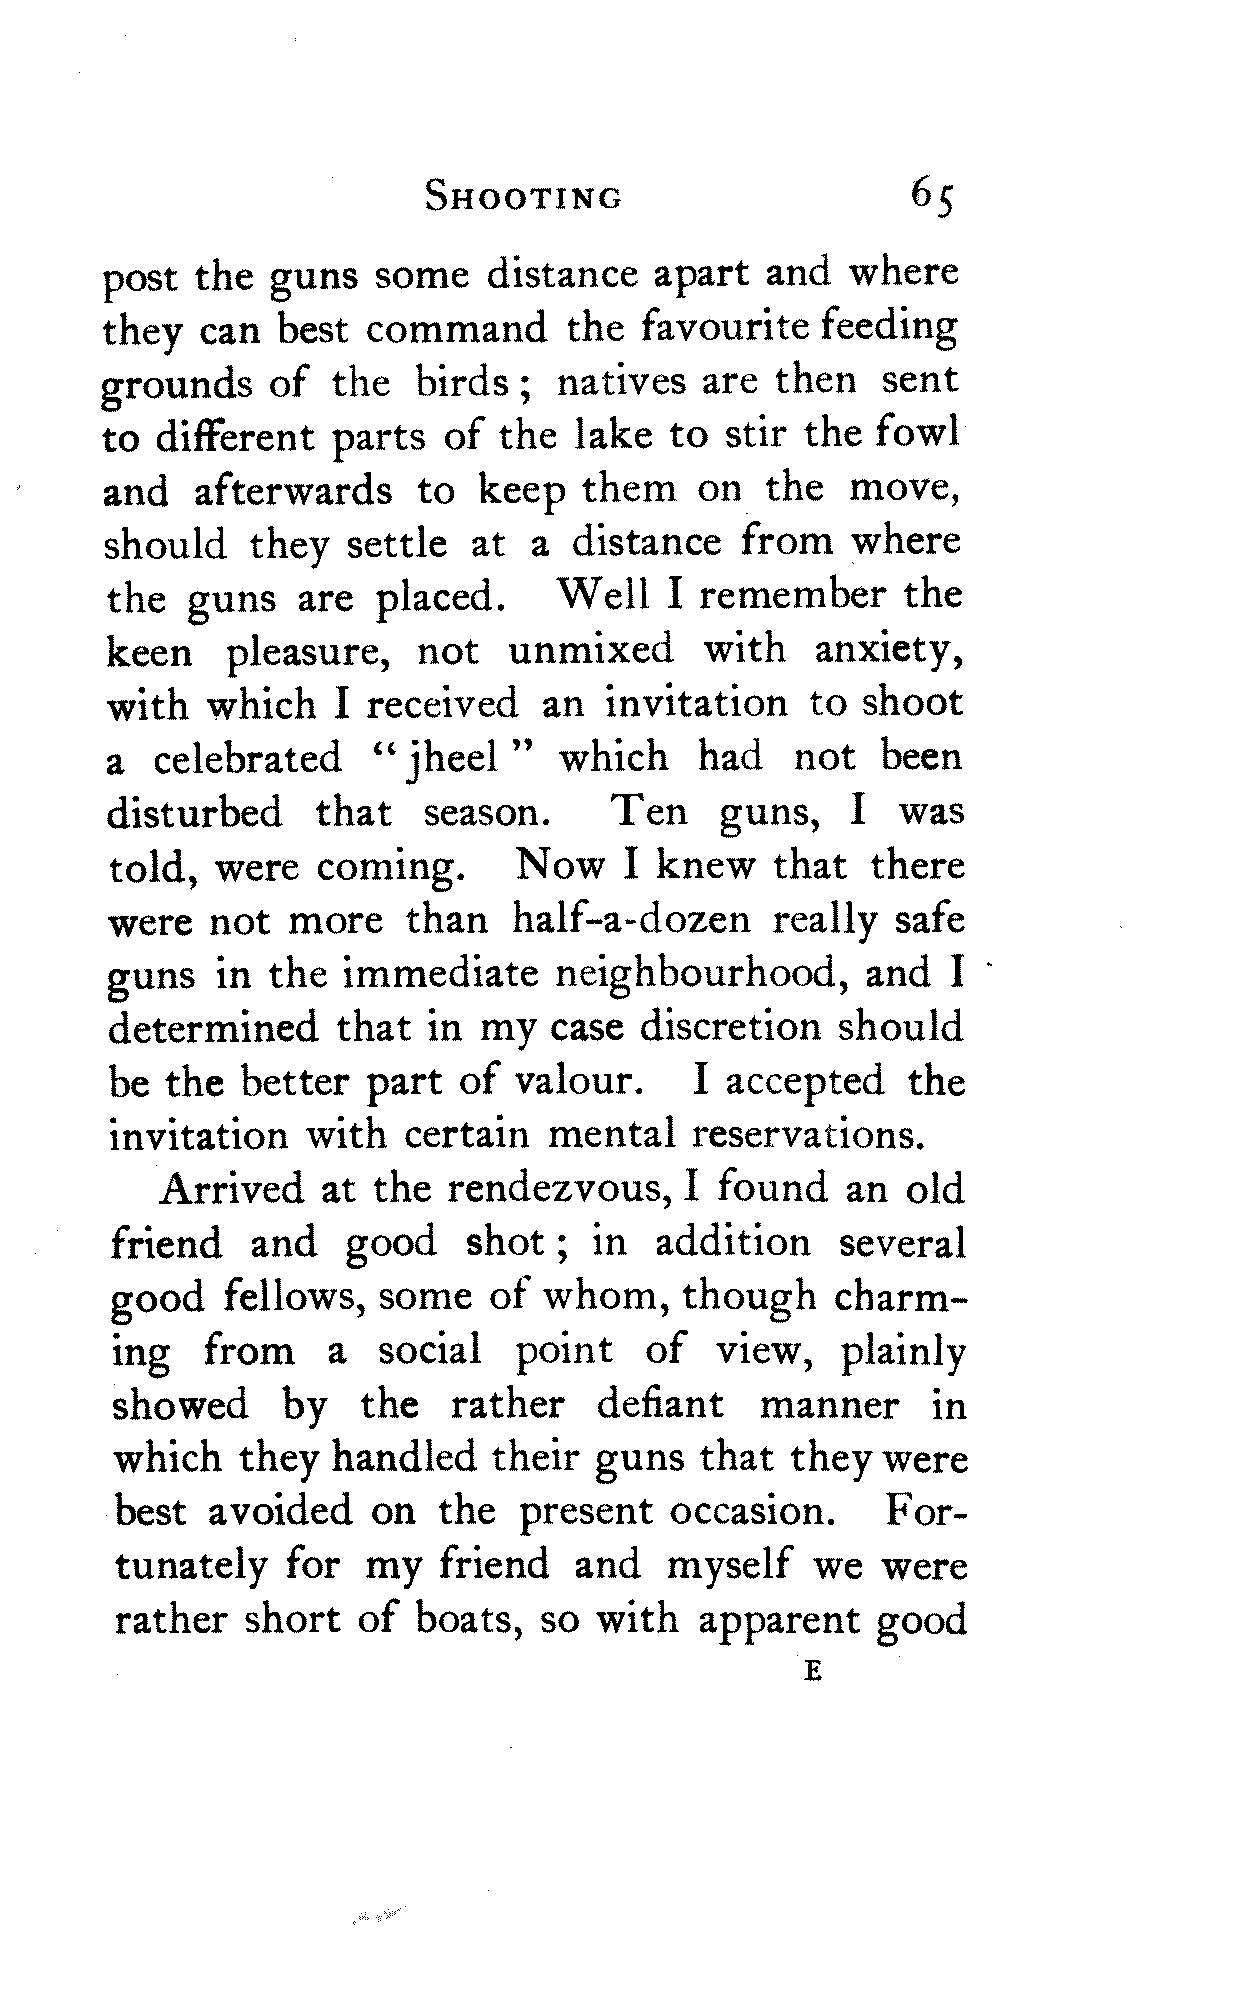 SHOOTING 65
post the guns some distance apart and where
they can best command the favourite feeding
grounds of the birds ; natives are then sent
to different parts of the lake to stir the fowl
and afterwards to keep them on the move,
should they settle at a distance from where
the guns are placed. Well I remember the
keen pleasure, not unmixed with anxiety,
with which I received an invitation to shoot
a celebrated “ jheel ” which had not been
disturbed that season. Ten guns, I was
told, were coming. Now I knew that there
were not more than half-a-dozen really safe
guns in the immediate neighbourhood, and I
determined that in my case discretion should
be the better part of valour. I accepted the
invitation with certain mental reservations.
Arrived at the rendezvous, I found an old
friend and good shot ; in addition several
good fellows, some of whom, though charm-
ing from a social point of view, plainly
showed by the rather defiant manner in
which they handled their guns that they were
best avoided on the present occasion. For-
tunately for my friend and myself we were
rather short of boats, so with apparent good
E